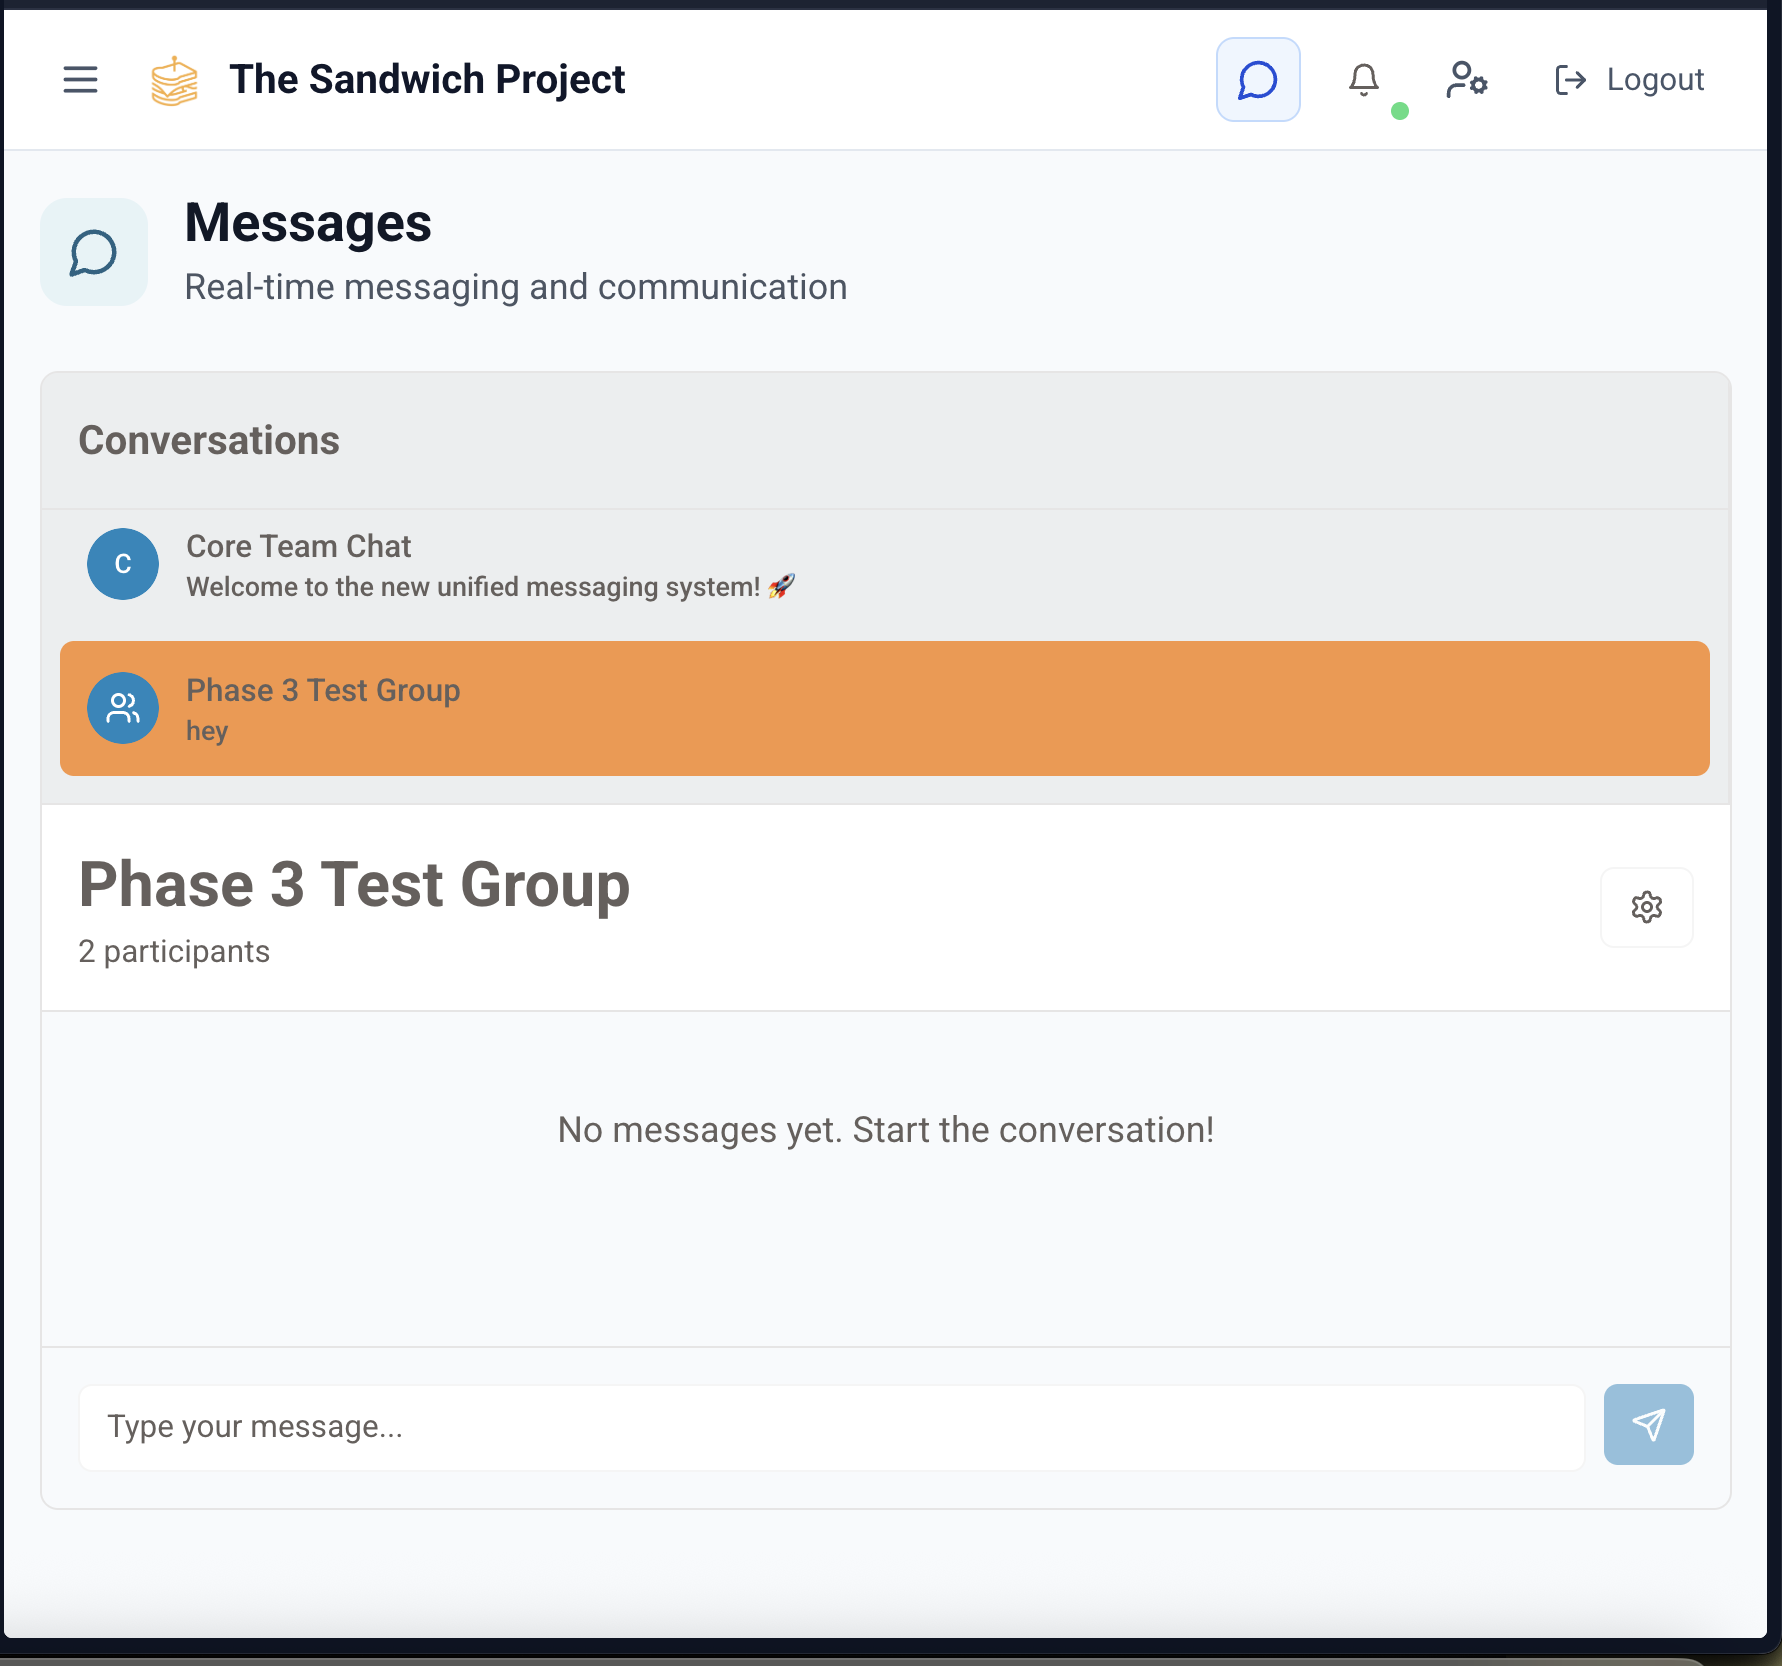 The Sandwich Project
Logout
Messages
Real-time messaging and communication
Conversations
C
Core Team Chat
Welcome to the new unified messaging system! 🚀
Phase 3 Test Group
hey
Phase 3 Test Group
2 participants
No messages yet. Start the conversation!
Type your message...